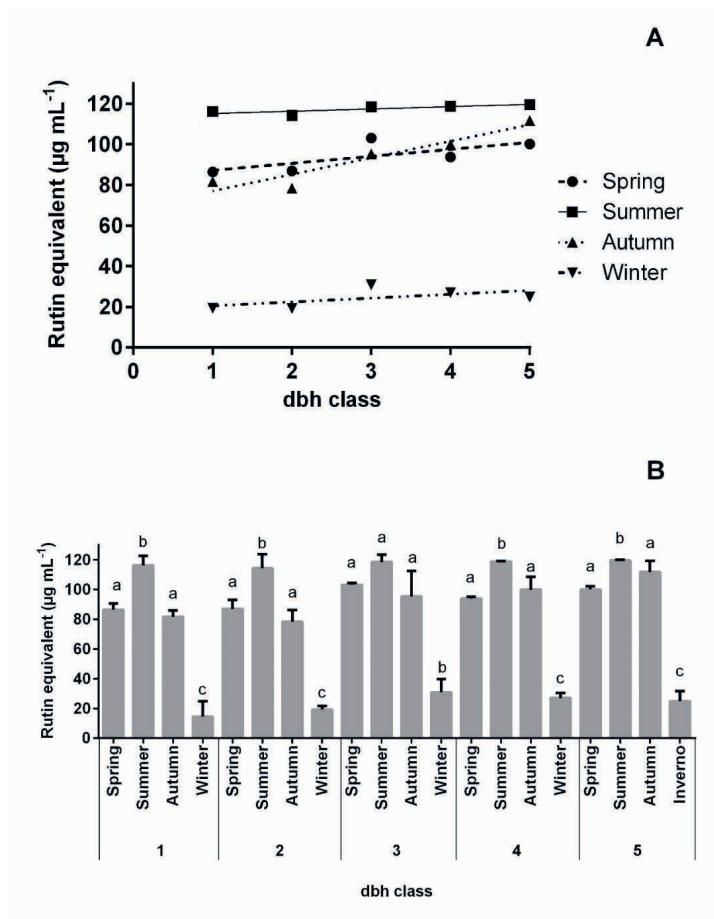 A
Rutin equivalent (µg mL⁻¹)
120
100
80
60
40
20
0
0 1 2 3 4 5
dbh class
Spring
Summer
Autumn
Winter
B
Rutin equivalent (µg mL⁻¹)
120
100
80
60
40
20
0
a b a c a b a c a a a b a b a c a b a c
Spring Summer Autumn Winter Spring Summer Autumn Winter Spring Summer Autumn Winter Spring Summer Autumn Winter Spring Summer Autumn Inverno
1 2 3 4 5
dbh class